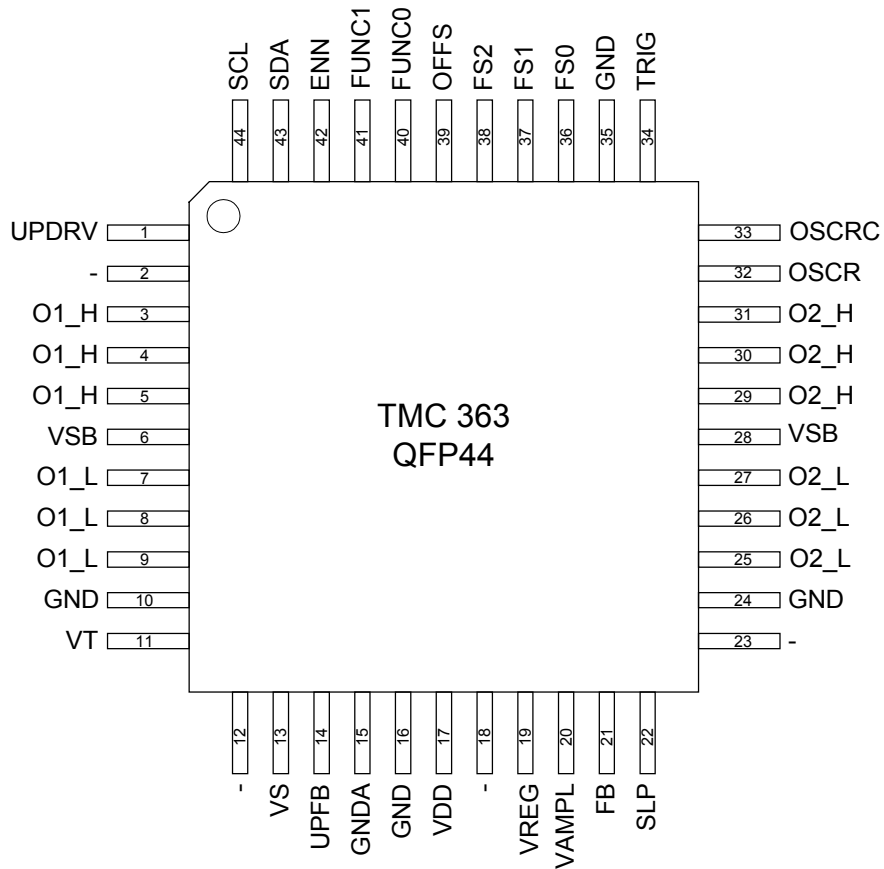 SCL
SDA
ENN
FUNC1
FUNC0
OFFS
FS2
FS1
FS0
GND
TRIG
44
43
42
41
40
39
38
37
36
35
34
UPDRV 1
- 2
O1_H 3
O1_H 4
O1_H 5
VSB 6
O1_L 7
O1_L 8
O1_L 9
GND 10
VT 11
TMC 363
QFP44
33 OSCRC
32 OSCR
31 O2_H
30 O2_H
29 O2_H
28 VSB
27 O2_L
26 O2_L
25 O2_L
24 GND
23 -
12
13
14
15
16
17
18
19
20
21
22
-
VS
UPFB
GNDA
GND
VDD
-
VREG
VAMPL
FB
SLP